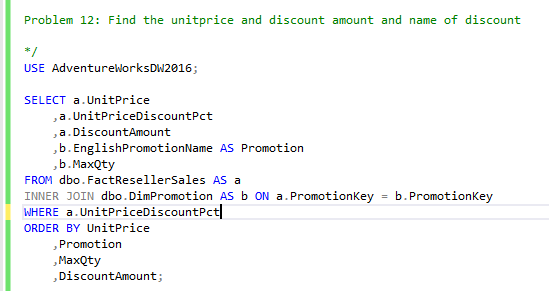 Problem 12: Find the unitprice and discount amount and name of discount
*/
USE AdventureWorksDW2016;
SELECT a.UnitPrice
,a.UnitPriceDiscountPct
,a.DiscountAmount
,b.EnglishPromotionName AS Promotion
,b.MaxQty
FROM dbo.FactResellerSales AS a
INNER JOIN dbo.DimPromotion AS b ON a.PromotionKey = b.PromotionKey
WHERE a.UnitPriceDiscountPct
ORDER BY UnitPrice
,Promotion
,MaxQty
,DiscountAmount;